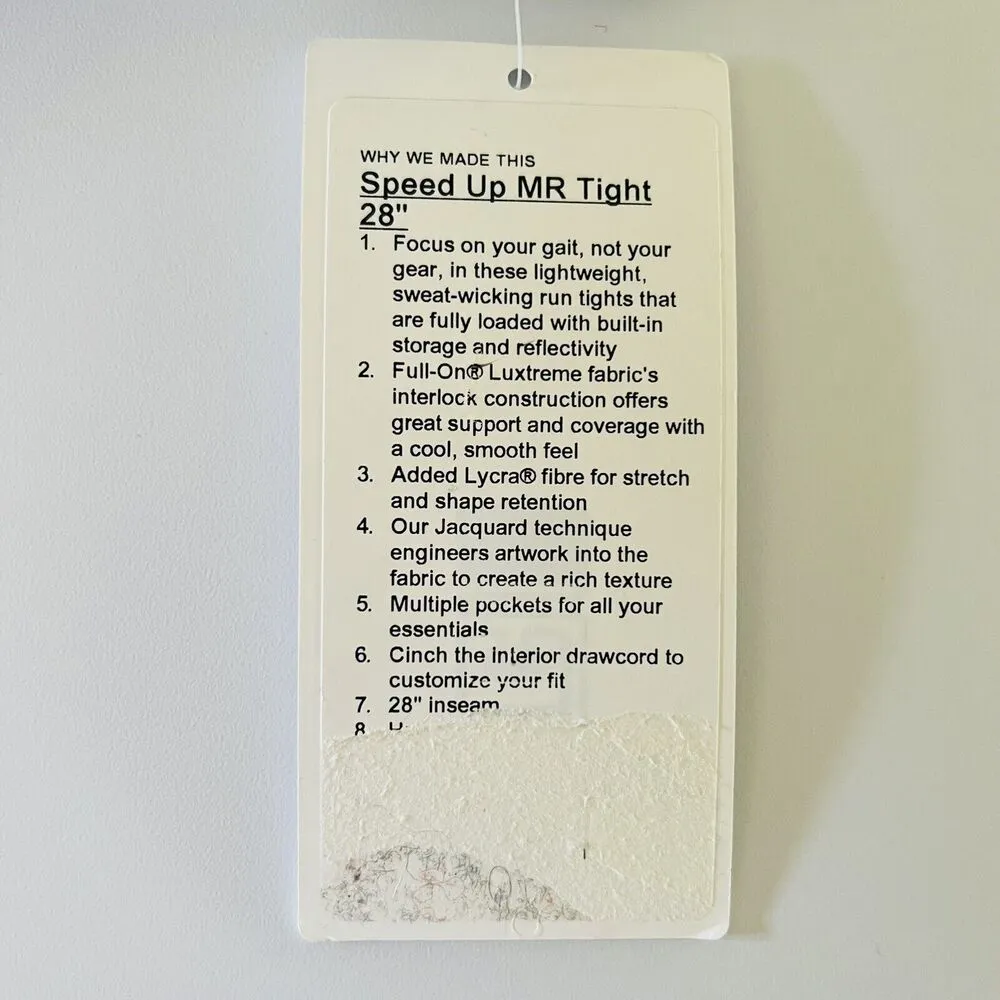 WHY WE MADE THIS
Speed Up MR Tight
28"
1. Focus on your gait, not your
gear, in these lightweight,
sweat-wicking run tights that
are fully loaded with built-in
storage and reflectivity
2. Full-On® Luxtreme fabric's
interlock construction offers
great support and coverage with
a cool, smooth feel
3. Added Lycra® fibre for stretch
and shape retention
4. Our Jacquard technique
engineers artwork into the
fabric to create a rich texture
5. Multiple pockets for all your
essentials
6. Cinch the interior drawcord to
customize your fit
7. 28" inseam
8.